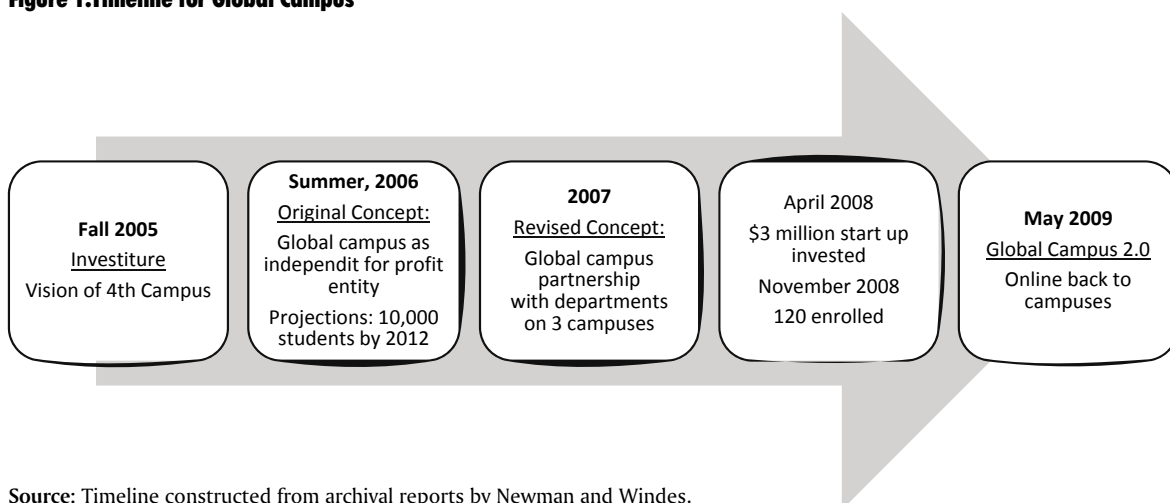 Figure 1.Timeline for Global Campus
Fall 2005
Investiture
Vision of 4th Campus
Summer, 2006
Original Concept:
Global campus as
independit for profit
entity
Projections: 10,000
students by 2012
2007
Revised Concept:
Global campus
partnership
with departments
on 3 campuses
April 2008
$3 million start up
invested
November 2008
120 enrolled
May 2009
Global Campus 2.0
Online back to
campuses
Source: Timeline constructed from archival reports by Newman and Windes.